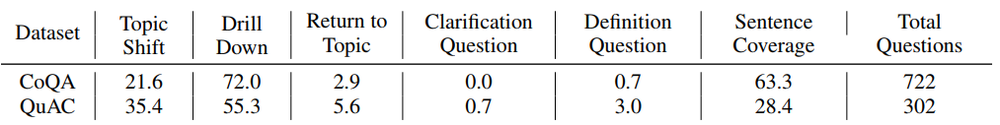 Dataset Topic Shift Drill Down Return to Topic Clarification Question Definition Question Sentence Coverage Total Questions
CoQA 21.6 72.0 2.9 0.0 0.7 63.3 722
QuAC 35.4 55.3 5.6 0.7 3.0 28.4 302